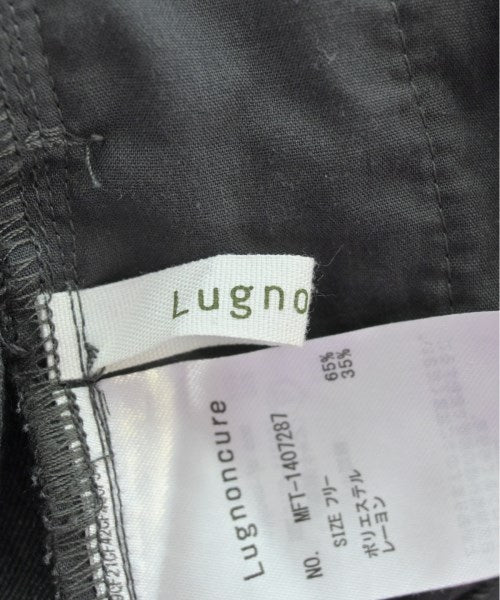 Lugno
Lugnoncure
NO. MFT-1407287
SIZE フリー
ポリエステル 65%
レーヨン 35%